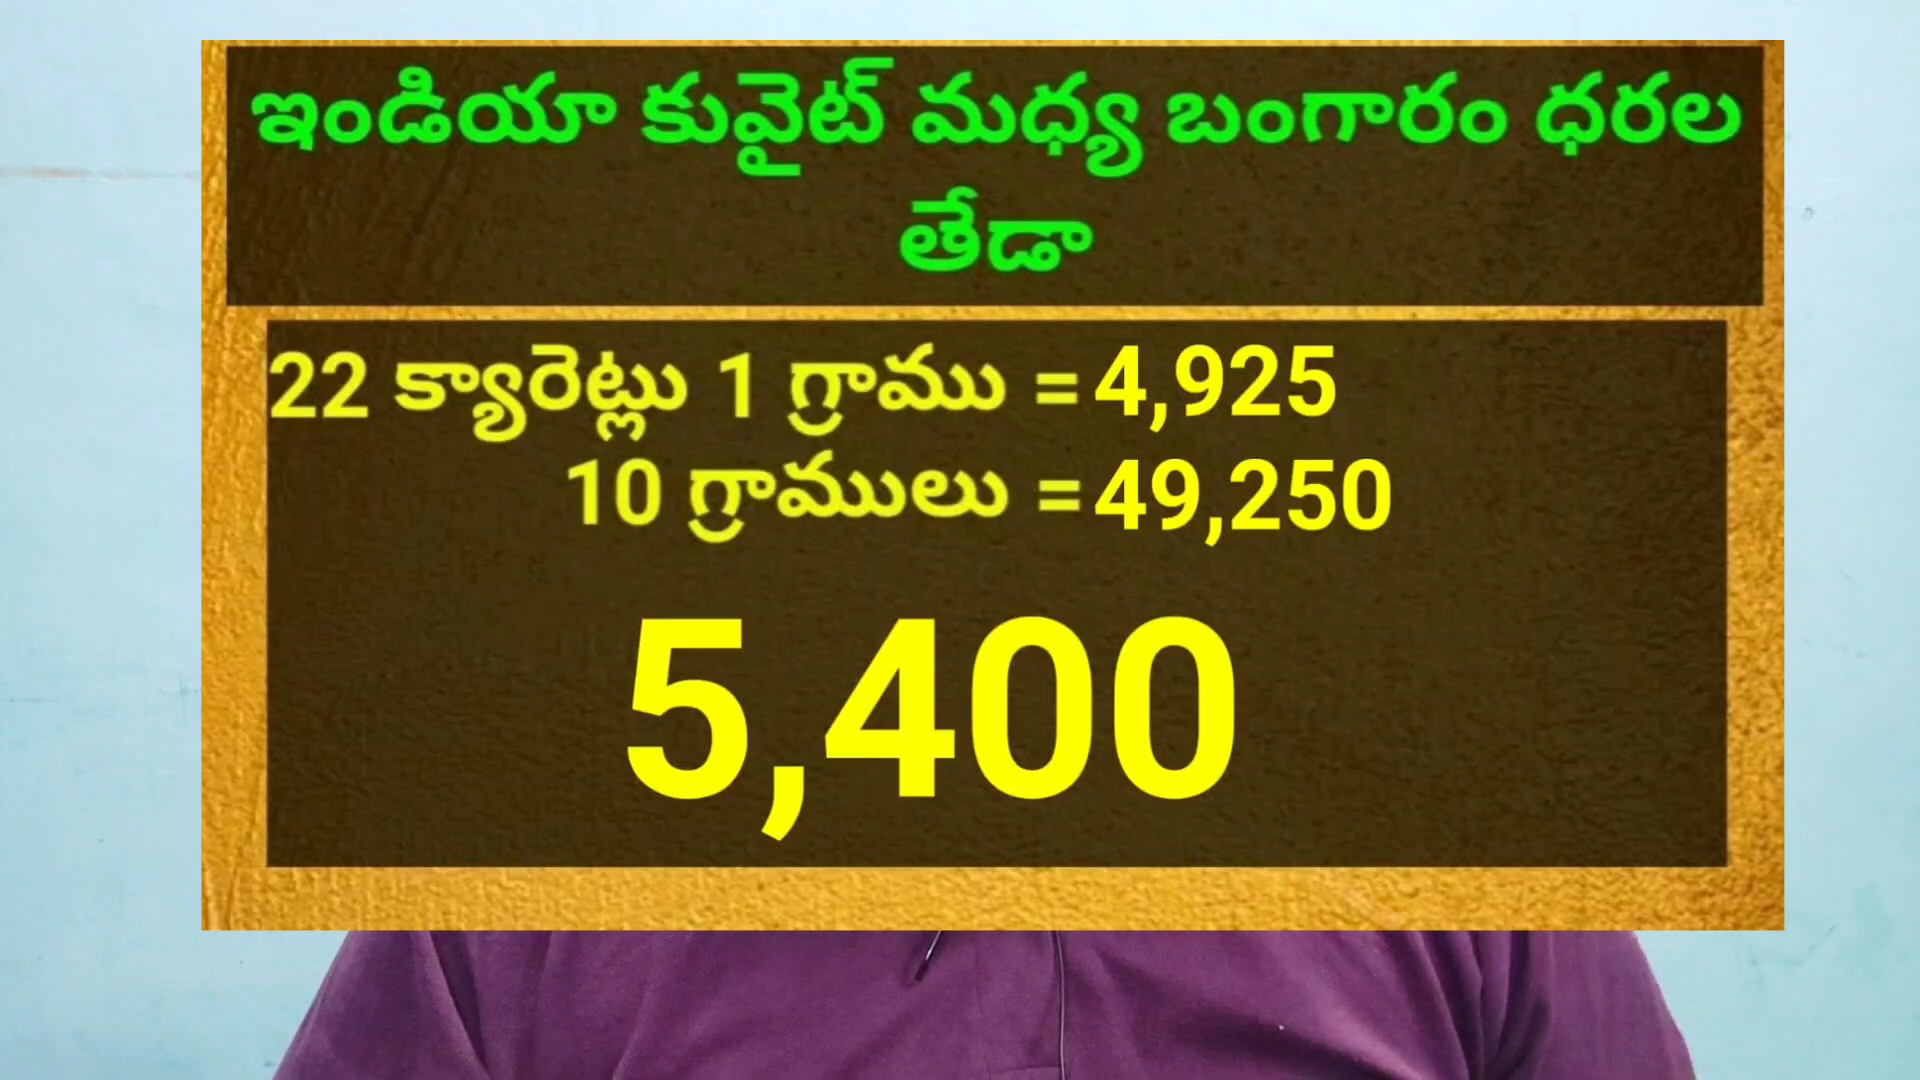 ఇండియా కువైట్ మధ్య బంగారం ధరల
తేడా
22 క్యారెట్లు 1 గ్రాము =4,925
10 గ్రాములు =49,250
5,400